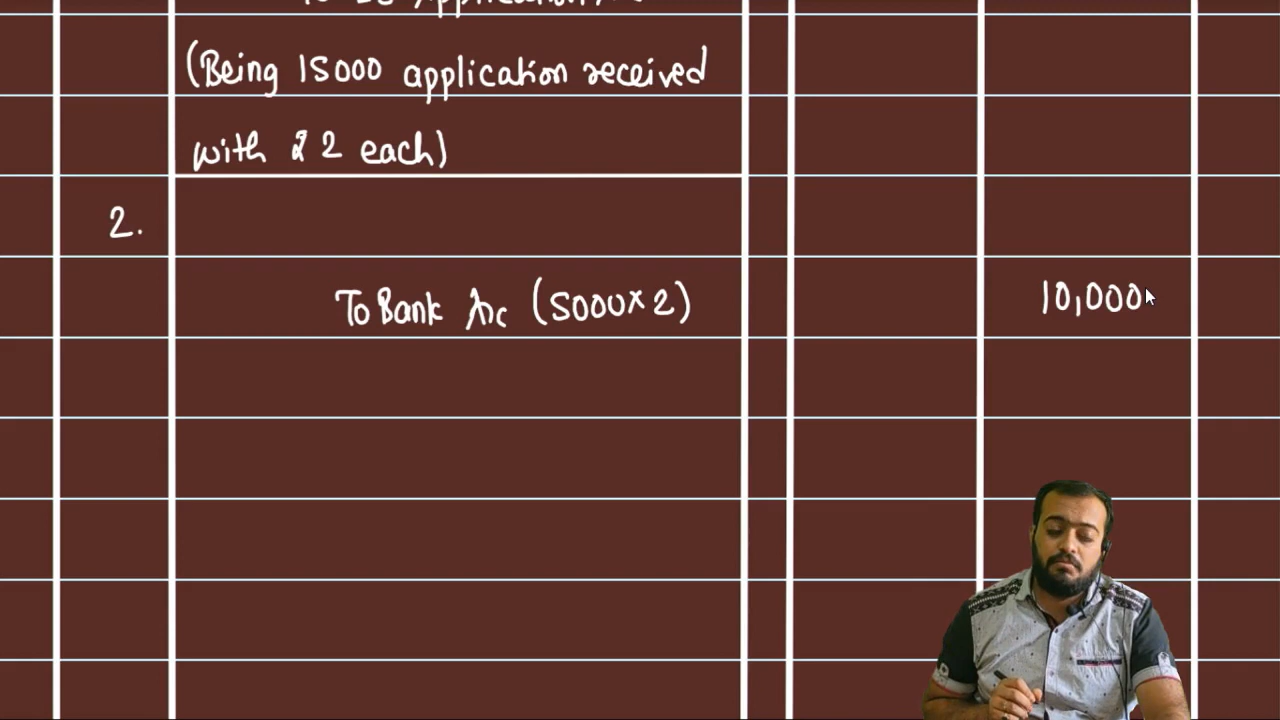 (Being 15000 application received
with ₹ 2 each)
2.
To Bank A/c (5000×2) 10,000